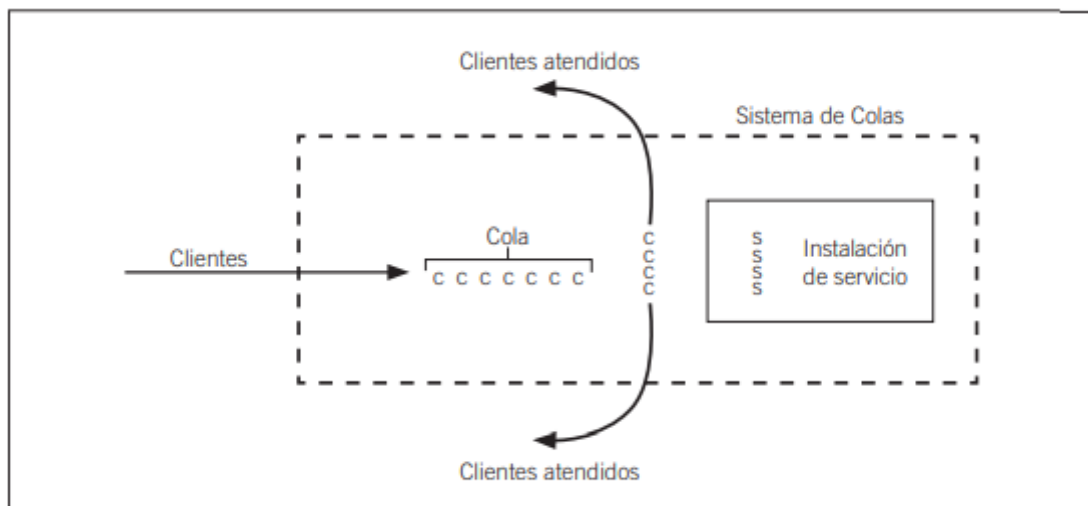 Clientes atendidos
Sistema de Colas
Clientes
Cola
C C C C C C C
C
C
C
C
S
S
S
S
Instalación
de servicio
Clientes atendidos